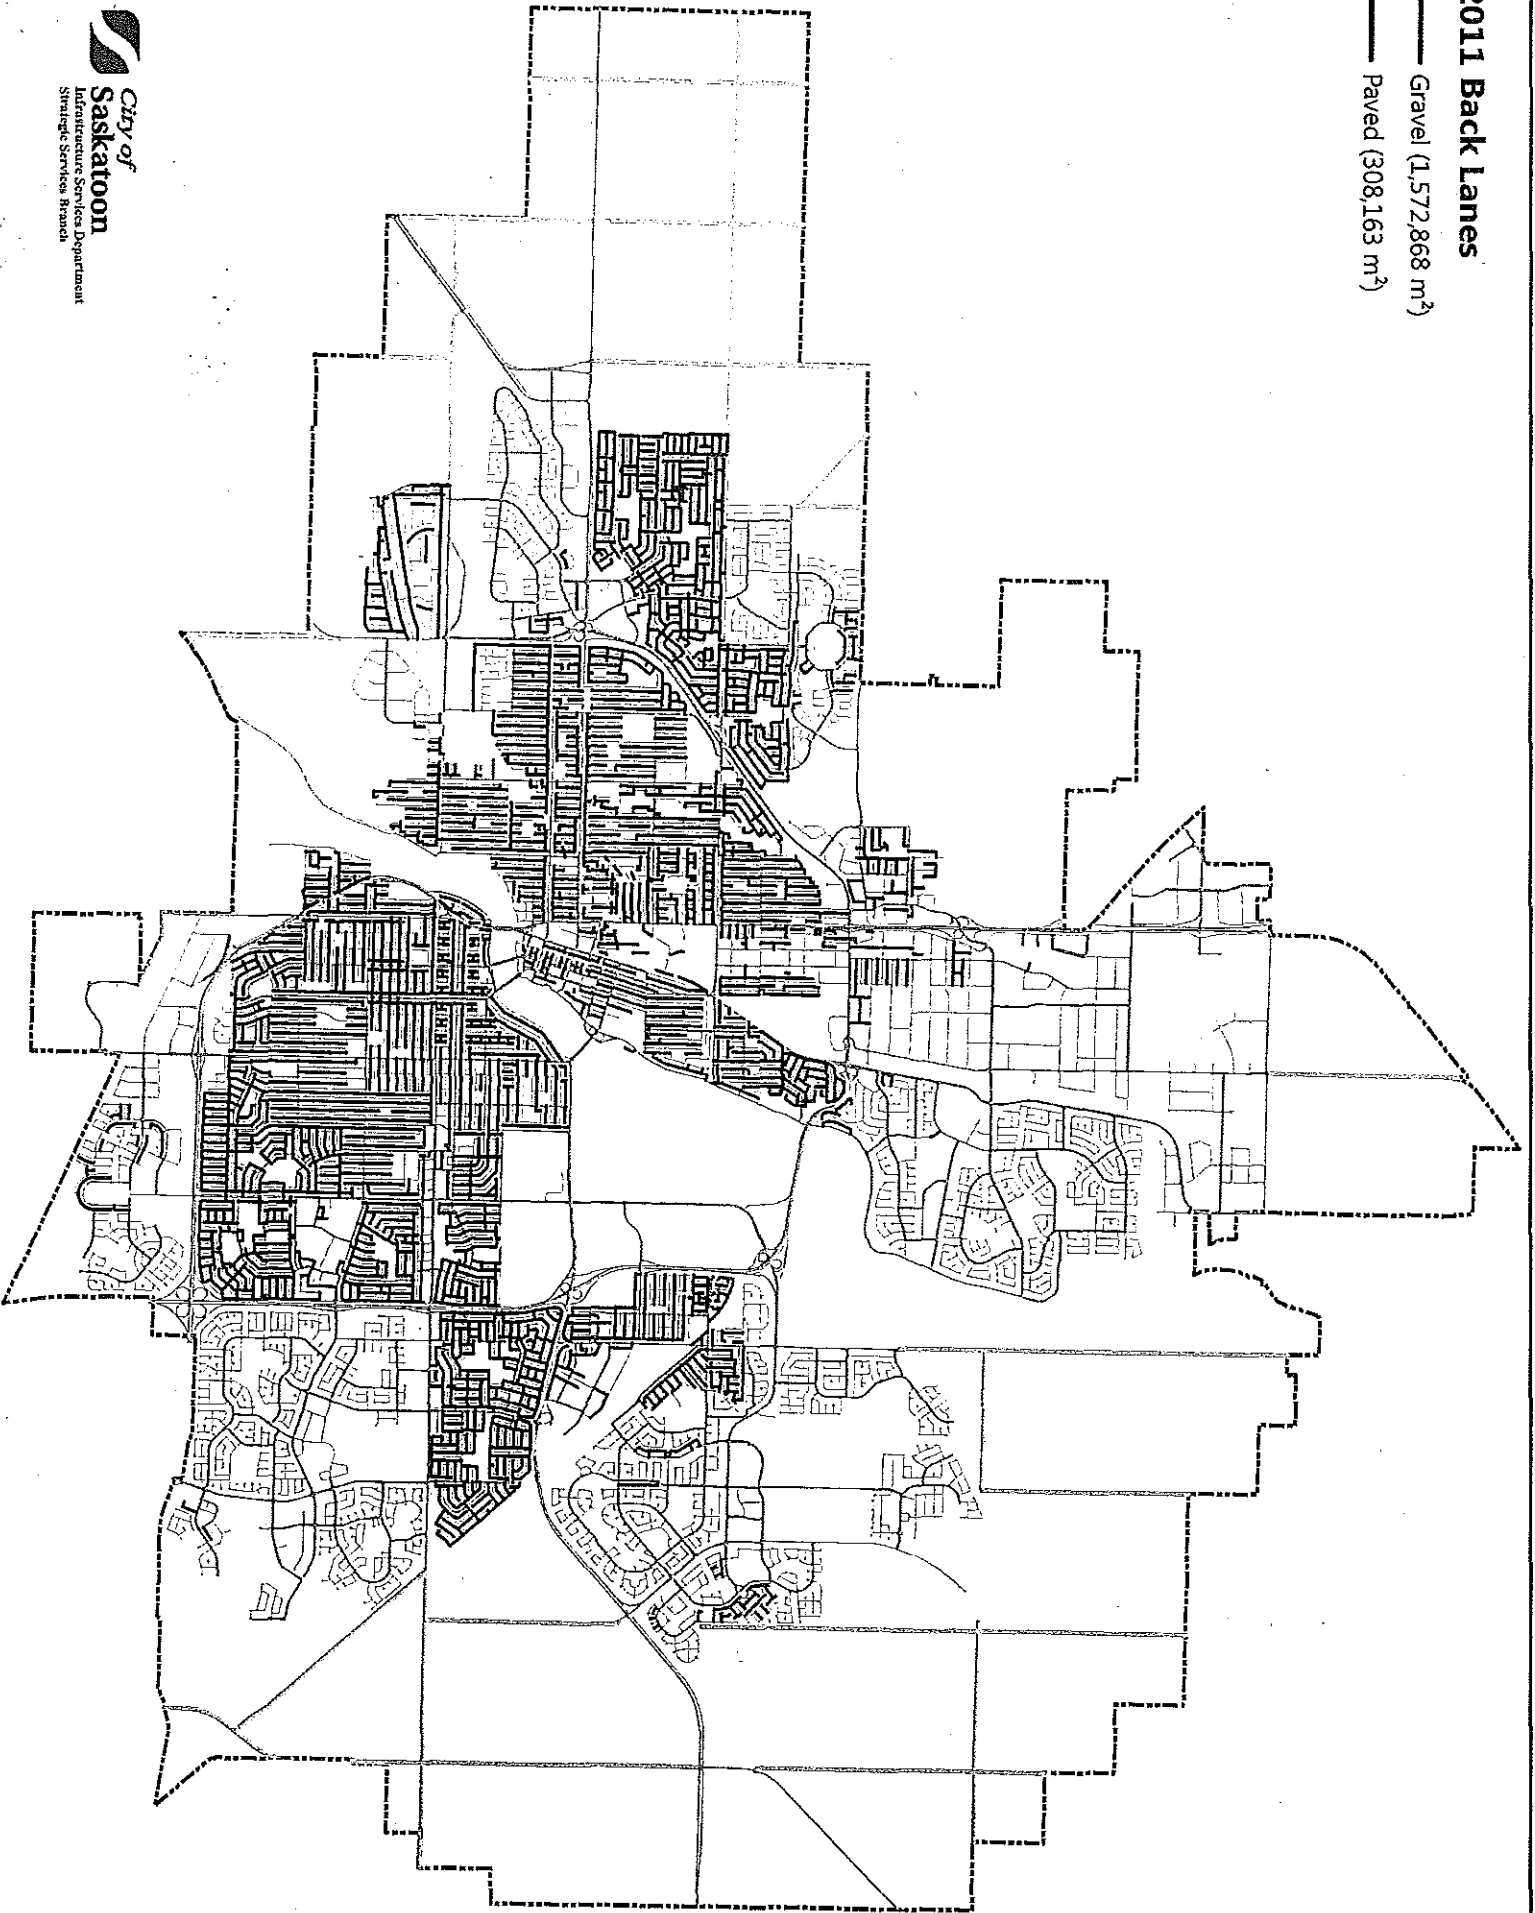 2011 Back Lanes
Gravel (1,572,868 m²)
Paved (308,163 m²)
City of
Saskatoon
Infrastructure Services Department
Strategic Services Branch